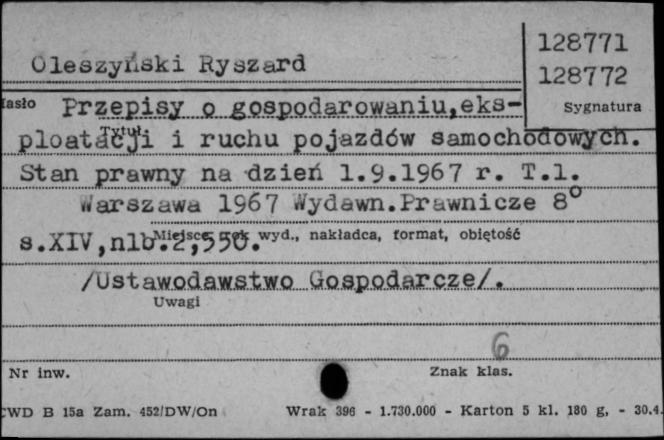 128771
Oleszyński Ryszard
128772
Hasło Przepisy o gospodarowaniu,eks-
Sygnatura
Tytuł
ploatacji i ruchu pojazdów samochodowych.
Stan prawny na dzień 1.9.1967 r. T.1.
Warszawa 1967 Wydawn.Prawnicze 8°
Miejsce, rok wyd., nakładca, format, objętość
s.XIV,nlb.2,550.
/Ustawodawstwo Gospodarcze/.
Uwagi
6
Nr inw.
Znak klas.
CWD B 15a Zam. 452/DW/On Wrak 396 - 1.730.000 - Karton 5 kl. 180 g, - 30.4.